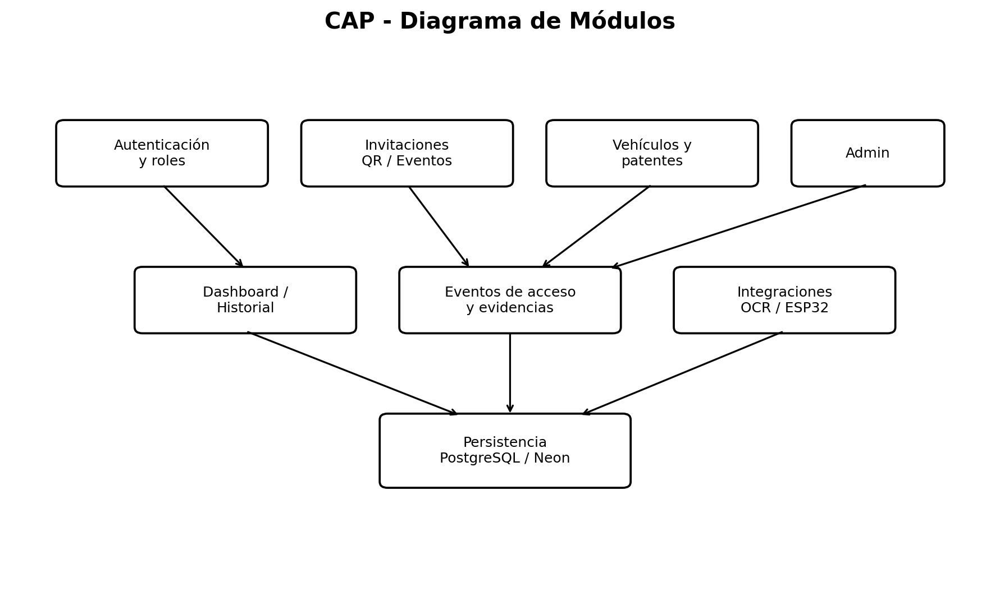 CAP - Diagrama de Módulos
Autenticación
y roles
Invitaciones
QR / Eventos
Vehículos y
patentes
Admin
Dashboard /
Historial
Eventos de acceso
y evidencias
Integraciones
OCR / ESP32
Persistencia
PostgreSQL / Neon